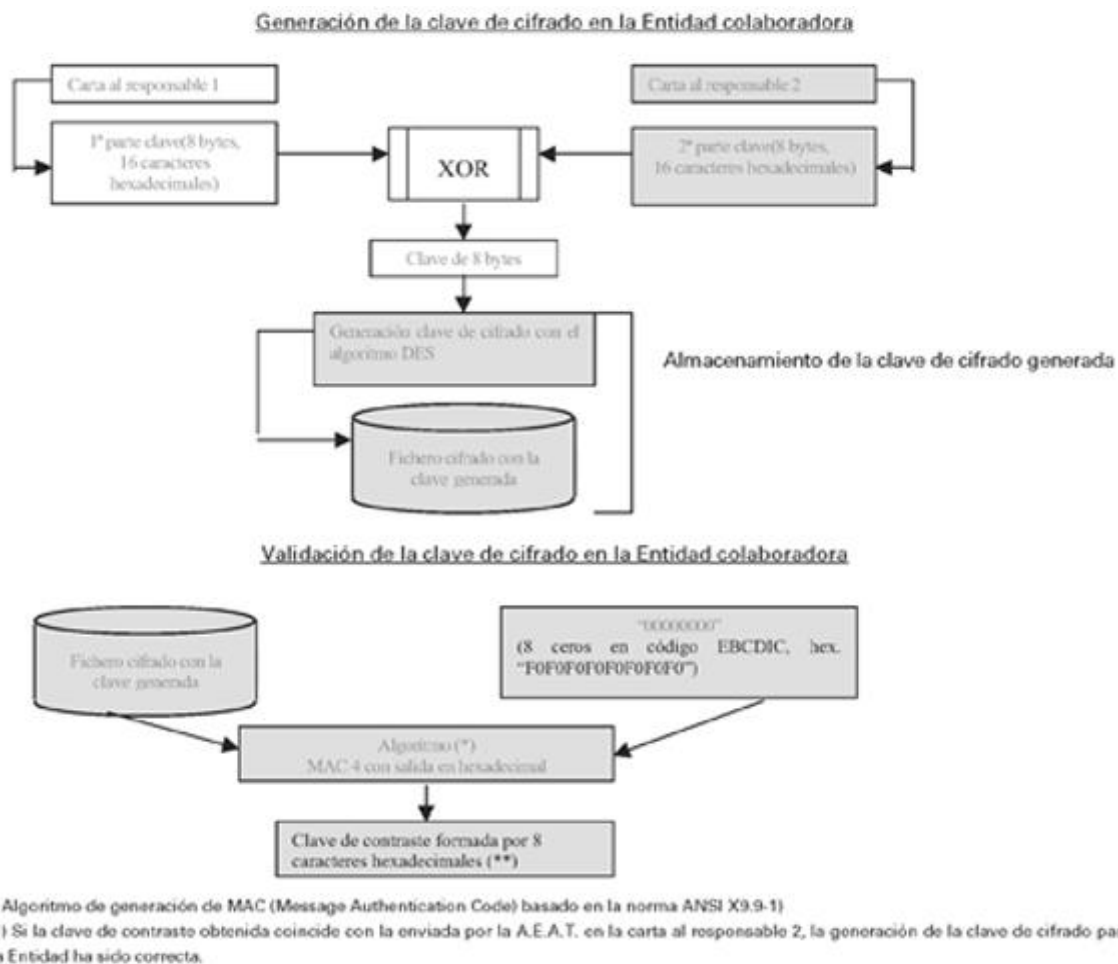 Generación de la clave de cifrado en la Entidad colaboradora
Carta al responsable 1
Carta al responsable 2
1ª parte clave(8 bytes,
16 caracteres
hexadecimales)
XOR
2ª parte clave(8 bytes,
16 caracteres hexadecimales)
Clave de 8 bytes
Generación clave de cifrado con el
algoritmo DES
Almacenamiento de la clave de cifrado generada
Fichero cifrado con la
clave generada
Validación de la clave de cifrado en la Entidad colaboradora
Fichero cifrado con la
clave generada
"00000000"
(8 ceros en código EBCDIC, hex.
"F0F0F0F0F0F0F0F0")
Algoritmo (*)
MAC 4 con salida en hexadecimal
Clave de contraste formada por 8
caracteres hexadecimales (**)
Algoritmo de generación de MAC (Message Authentication Code) basado en la norma ANSI X9.9-1)
) Si la clave de contraste obtenida coincide con la enviada por la A.E.A.T. en la carta al responsable 2, la generación de la clave de cifrado pa
a Entidad ha sido correcta.